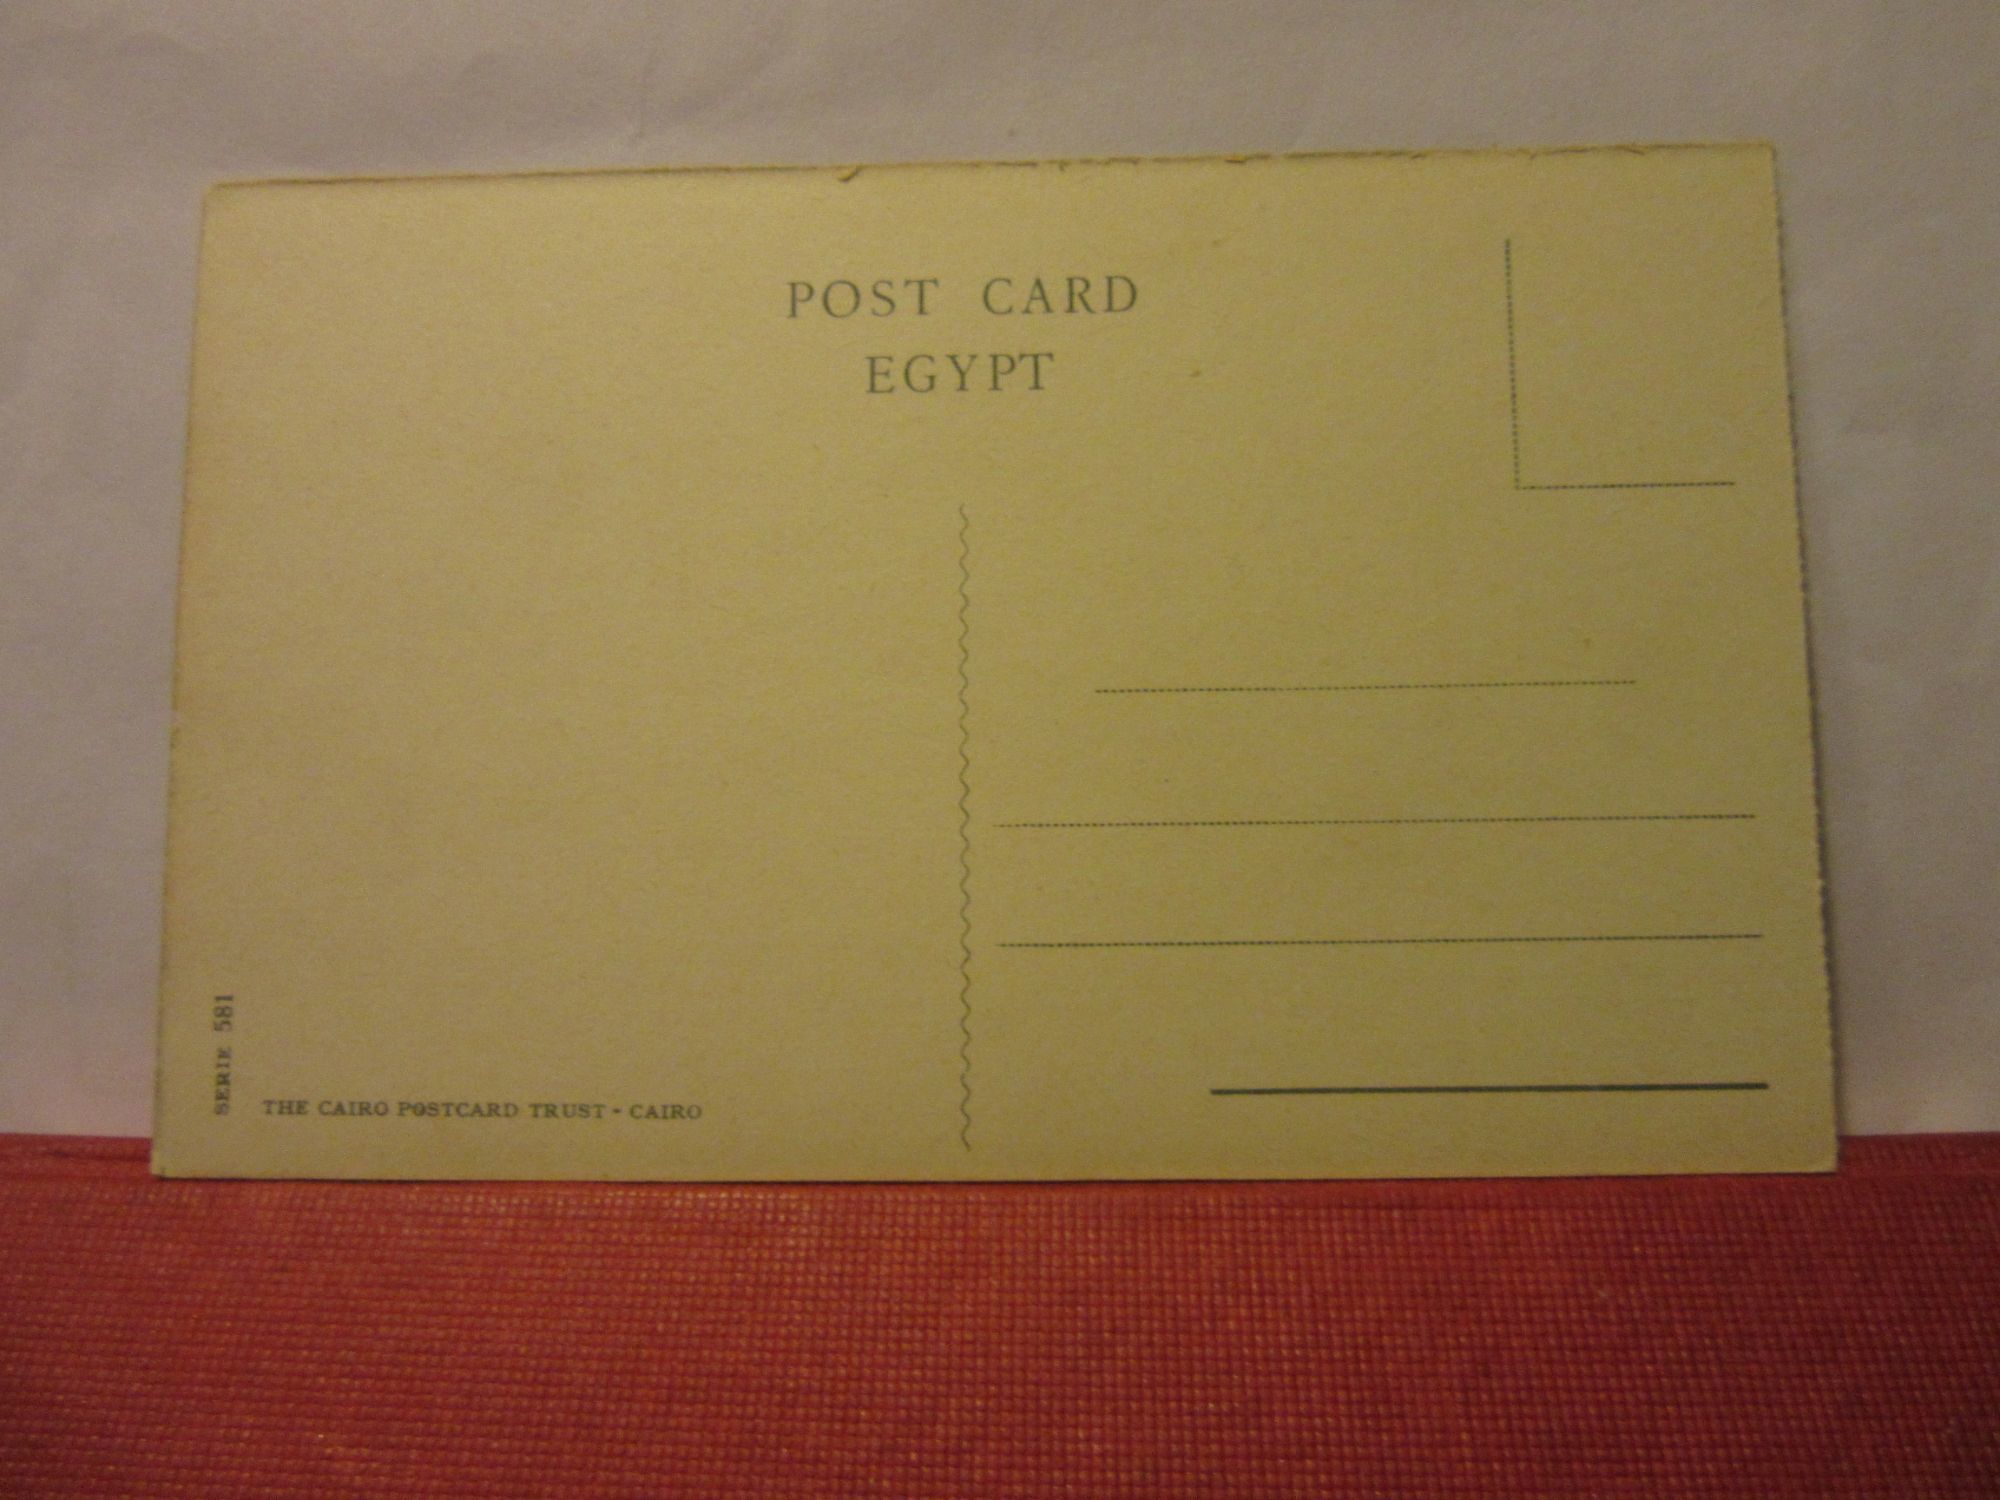 POST CARD
EGYPT
SERIE 581
THE CAIRO POSTCARD TRUST - CAIRO